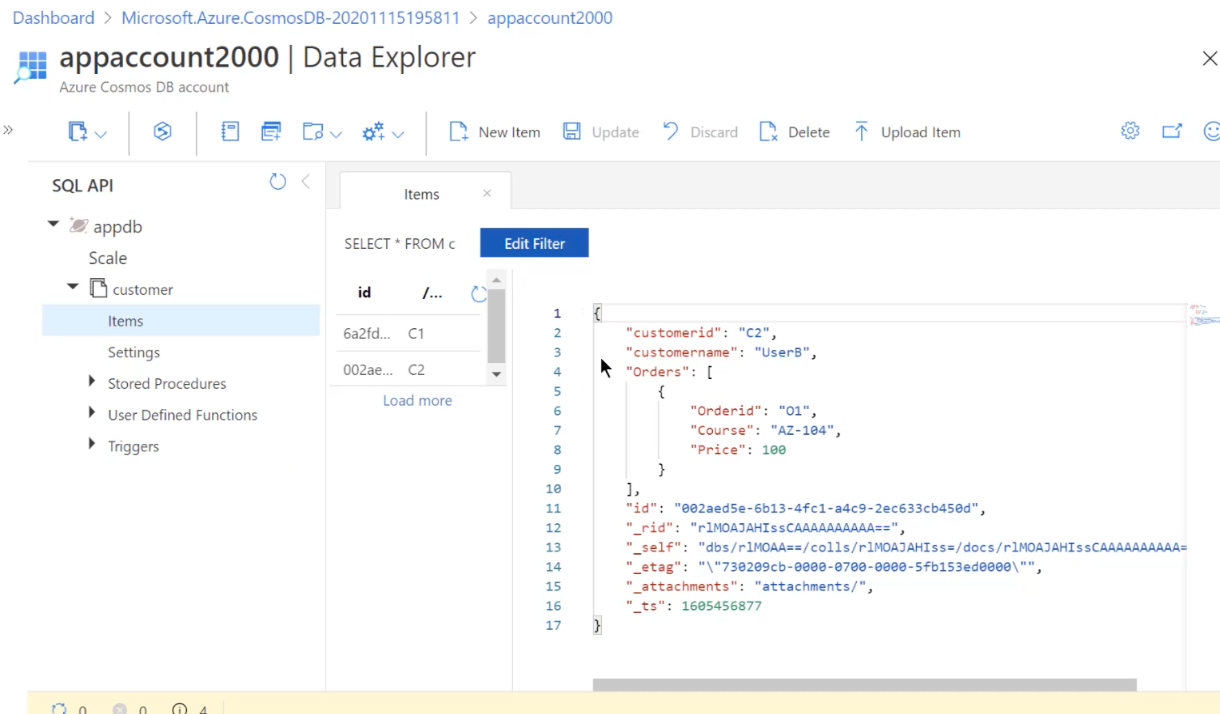 Dashboard > Microsoft.Azure.CosmosDB-20201115195811 > appaccount2000
appaccount2000 | Data Explorer
Azure Cosmos DB account
New Item Update Discard Delete Upload Item
SQL API
appdb
Scale
customer
Items
Settings
Stored Procedures
User Defined Functions
Triggers
Items
SELECT * FROM c Edit Filter
id /...
6a2fd... C1
002ae... C2
Load more
1 {
2 "customerid": "C2",
3 "customername": "UserB",
4 "Orders": [
5 {
6 "Orderid": "O1",
7 "Course": "AZ-104",
8 "Price": 100
9 }
10 ],
11 "id": "002aed5e-6b13-4fc1-a4c9-2ec633cb450d",
12 "_rid": "rlMOAJAHIssCAAAAAAAAAA==",
13 "_self": "dbs/rlMOAA==/colls/rlMOAJAHIss=/docs/rlMOAJAHIssCAAAAAAAAAA=
14 "_etag": "\"730209cb-0000-0700-0000-5fb153ed0000\"",
15 "_attachments": "attachments/",
16 "_ts": 1605456877
17 }
0 0 4